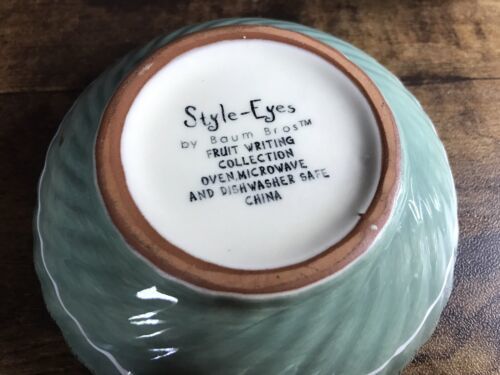 Style-Eyes
by Baum Bros™
FRUIT WRITING
COLLECTION
OVEN,MICROWAVE
AND DISHWASHER SAFE
CHINA